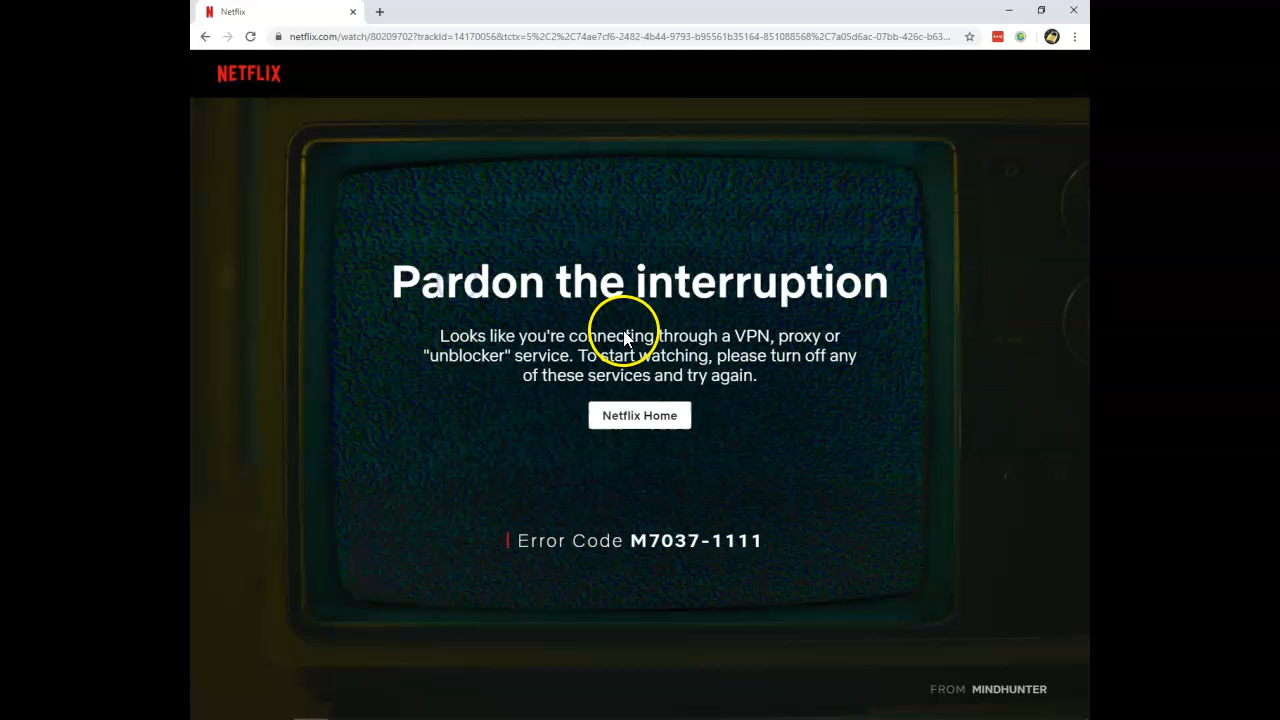 Netflix
netflix.com/watch/80209702?trackId=14170056&tctx=5%2C2%2C74ae7cf6-2482-4b44-9793-b95561b35164-851088568%2C7a05d6ac-07bb-426c-b63...
NETFLIX
Pardon the interruption
Looks like you're connecting through a VPN, proxy or
"unblocker" service. To start watching, please turn off any
of these services and try again.
Netflix Home
Error Code M7037-1111
FROM MINDHUNTER